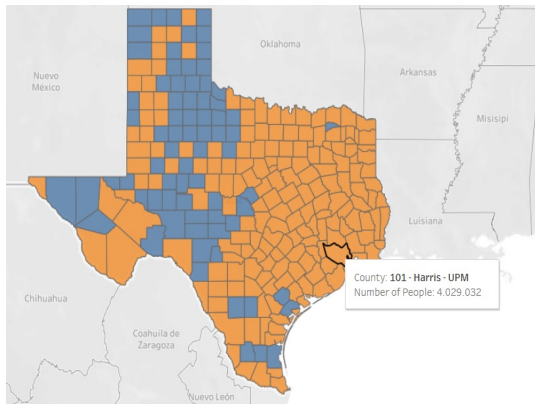 Oklahoma
Nuevo
México
Arkansas
Misisipi
Luisiana
County: 101 - Harris - UPM
Number of People: 4.029.032
Chihuahua
Coahuila de
Zaragoza
Nuevo León